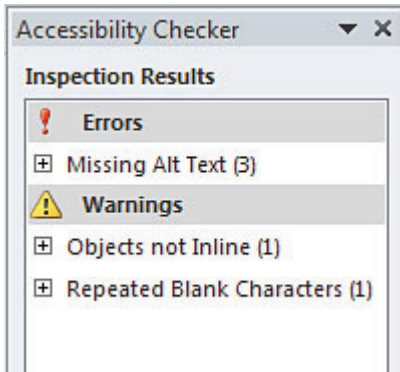 Accessibility Checker
Inspection Results
Errors
Missing Alt Text (3)
Warnings
Objects not Inline (1)
Repeated Blank Characters (1)